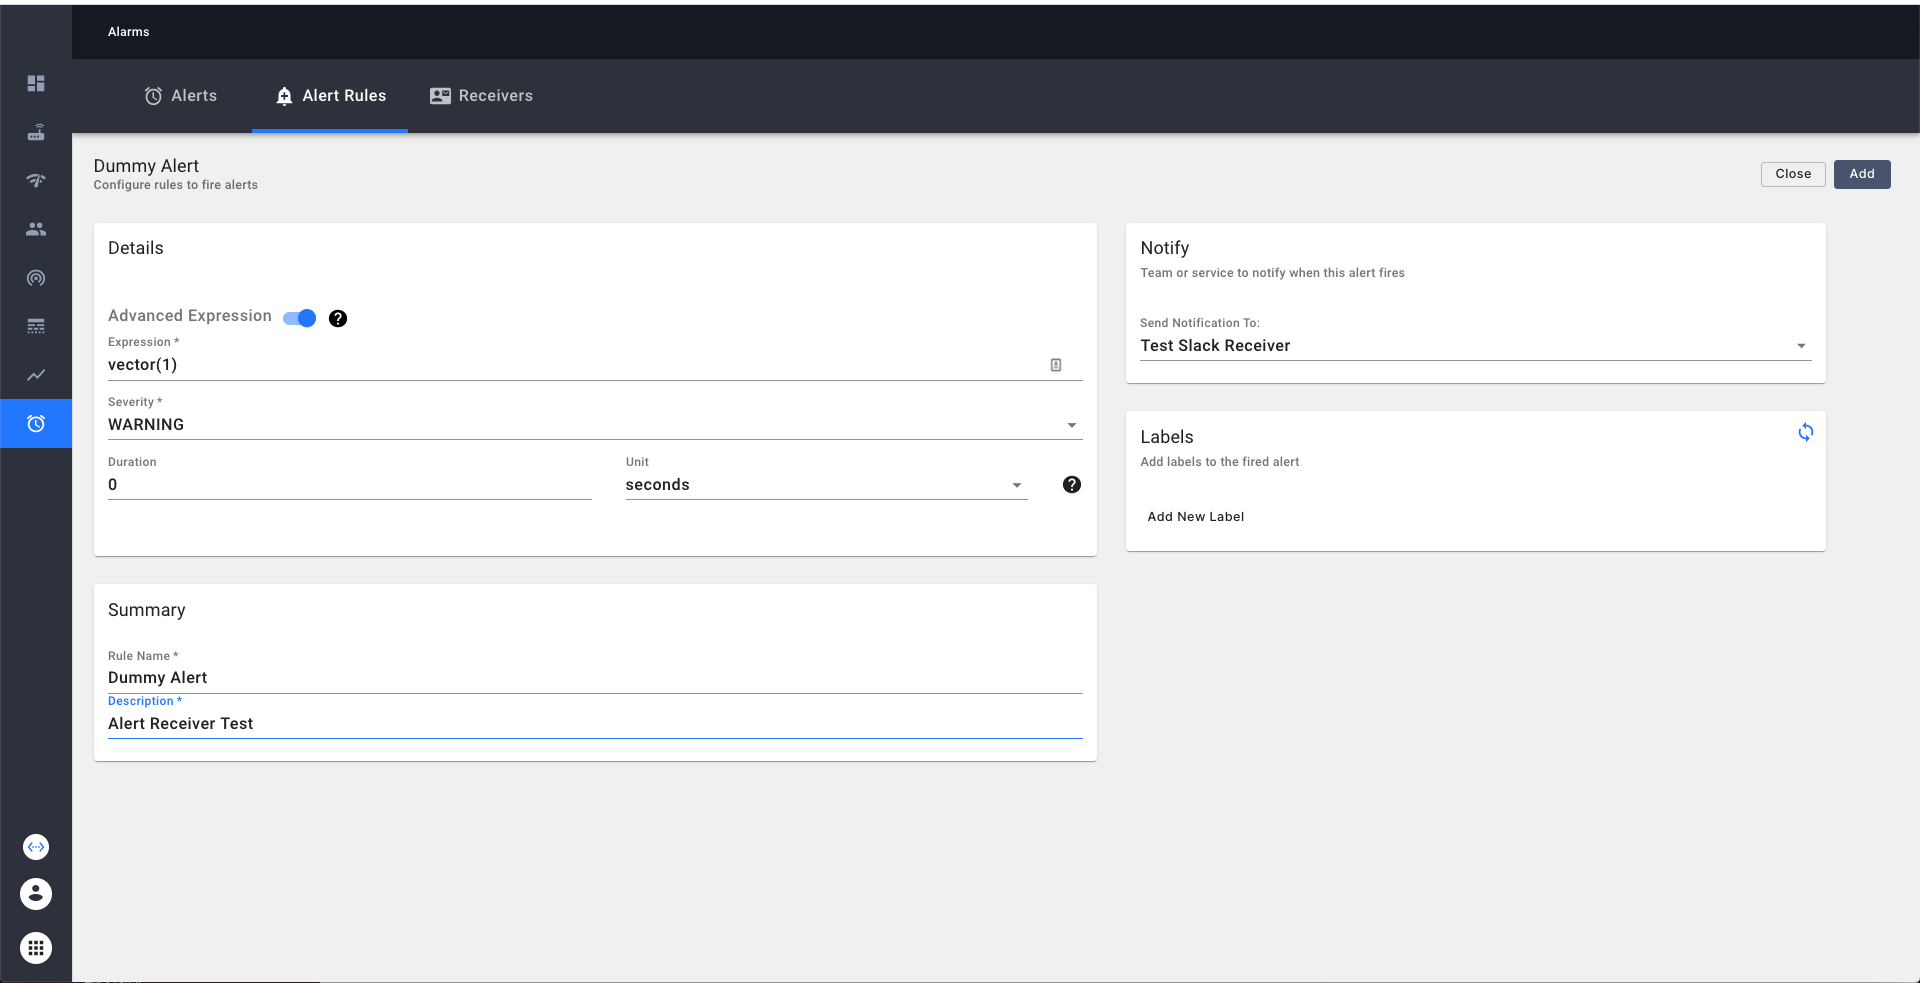 Alarms
Alerts
Alert Rules
Receivers
Dummy Alert
Configure rules to fire alerts
Close
Add
Details
Advanced Expression
Expression *
vector(1)
Severity *
WARNING
Duration
0
Unit
seconds
Notify
Team or service to notify when this alert fires
Send Notification To:
Test Slack Receiver
Labels
Add labels to the fired alert
Add New Label
Summary
Rule Name *
Dummy Alert
Description *
Alert Receiver Test